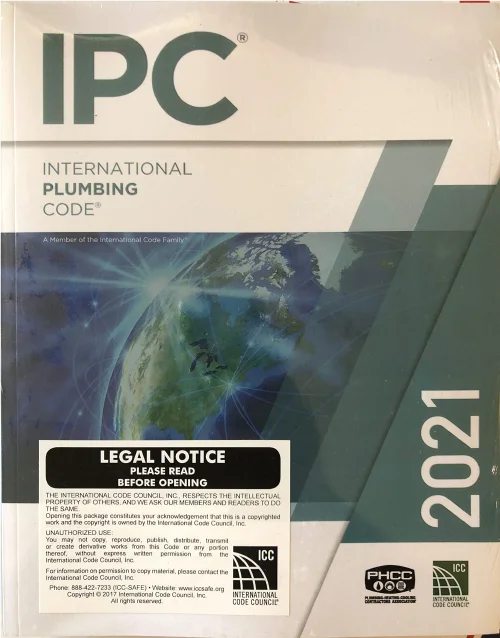 IPC®
INTERNATIONAL
PLUMBING
CODE®
A Member of the International Code Family®
2021
LEGAL NOTICE
PLEASE READ
BEFORE OPENING
THE INTERNATIONAL CODE COUNCIL, INC., RESPECTS THE INTELLECTUAL
PROPERTY OF OTHERS, AND WE ASK OUR MEMBERS AND READERS TO DO
THE SAME.
Opening this package constitutes your acknowledgement that this is a copyrighted
work and the copyright is owned by the International Code Council, Inc.
UNAUTHORIZED USE:
You may not copy, reproduce, publish, distribute, transmit
or create derivative works from this Code or any portion
thereof, without express written permission from the
International Code Council, Inc.
For information on permission to copy material, please contact the
International Code Council, Inc.
Phone: 888-422-7233 (ICC-SAFE) • Website: www.iccsafe.org
Copyright © 2017 International Code Council, Inc.
All rights reserved.
ICC
INTERNATIONAL
CODE COUNCIL®
PHCC
PLUMBING-HEATING-COOLING
CONTRACTORS ASSOCIATION®
ICC
INTERNATIONAL
CODE COUNCIL®